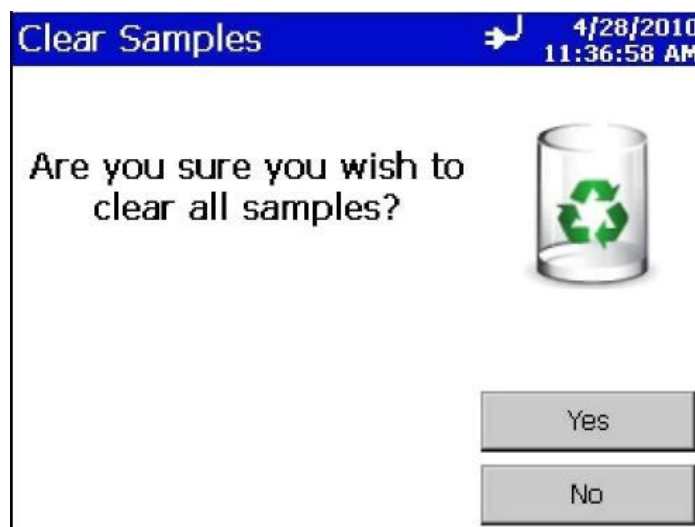 Clear Samples
4/28/2010
11:36:58 AM
Are you sure you wish to
clear all samples?
Yes
No